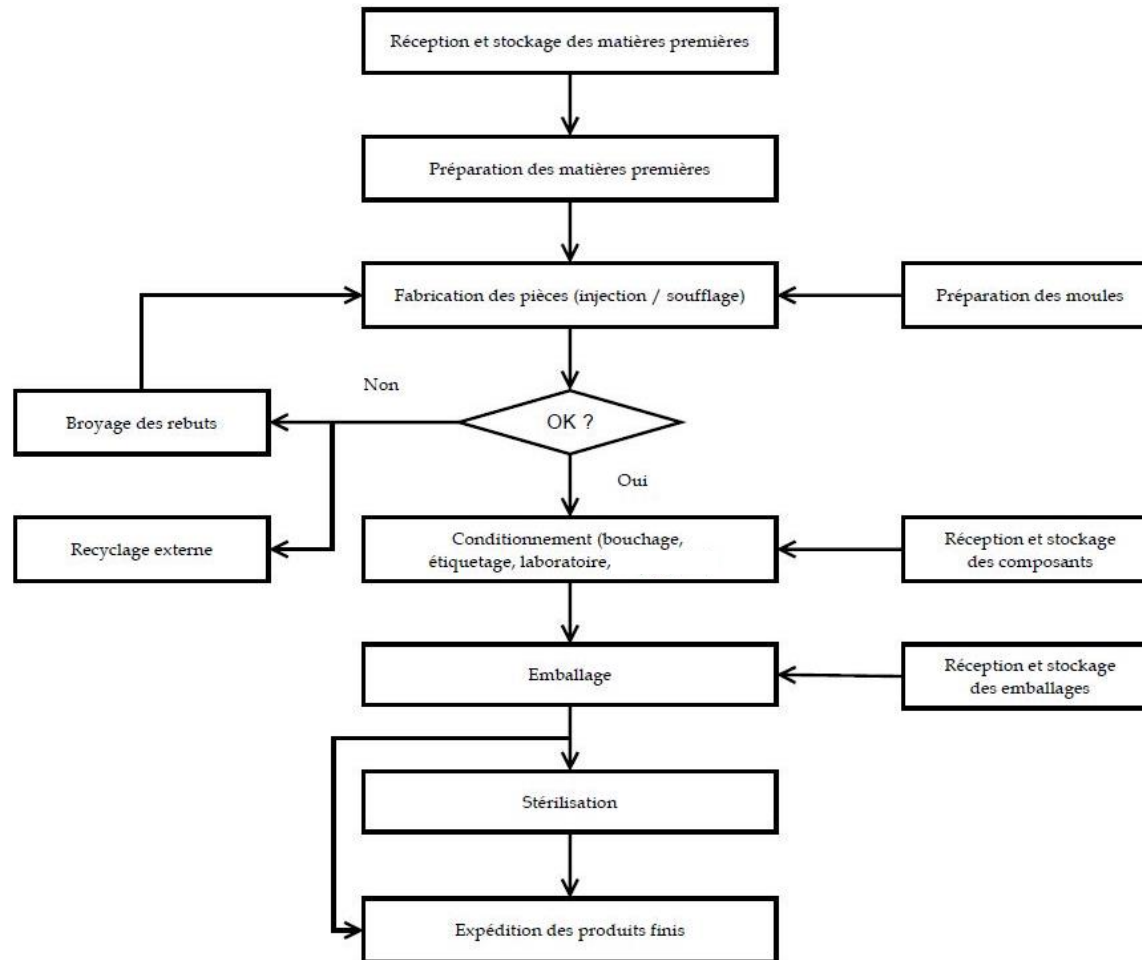 Réception et stockage des matières premières
Préparation des matières premières
Fabrication des pièces (injection / soufflage)
Préparation des moules
Non
Broyage des rebuts
OK ?
Oui
Recyclage externe
Conditionnement (bouchage,
étiquetage, laboratoire,
Réception et stockage
des composants
Emballage
Réception et stockage
des emballages
Stérilisation
Expédition des produits finis